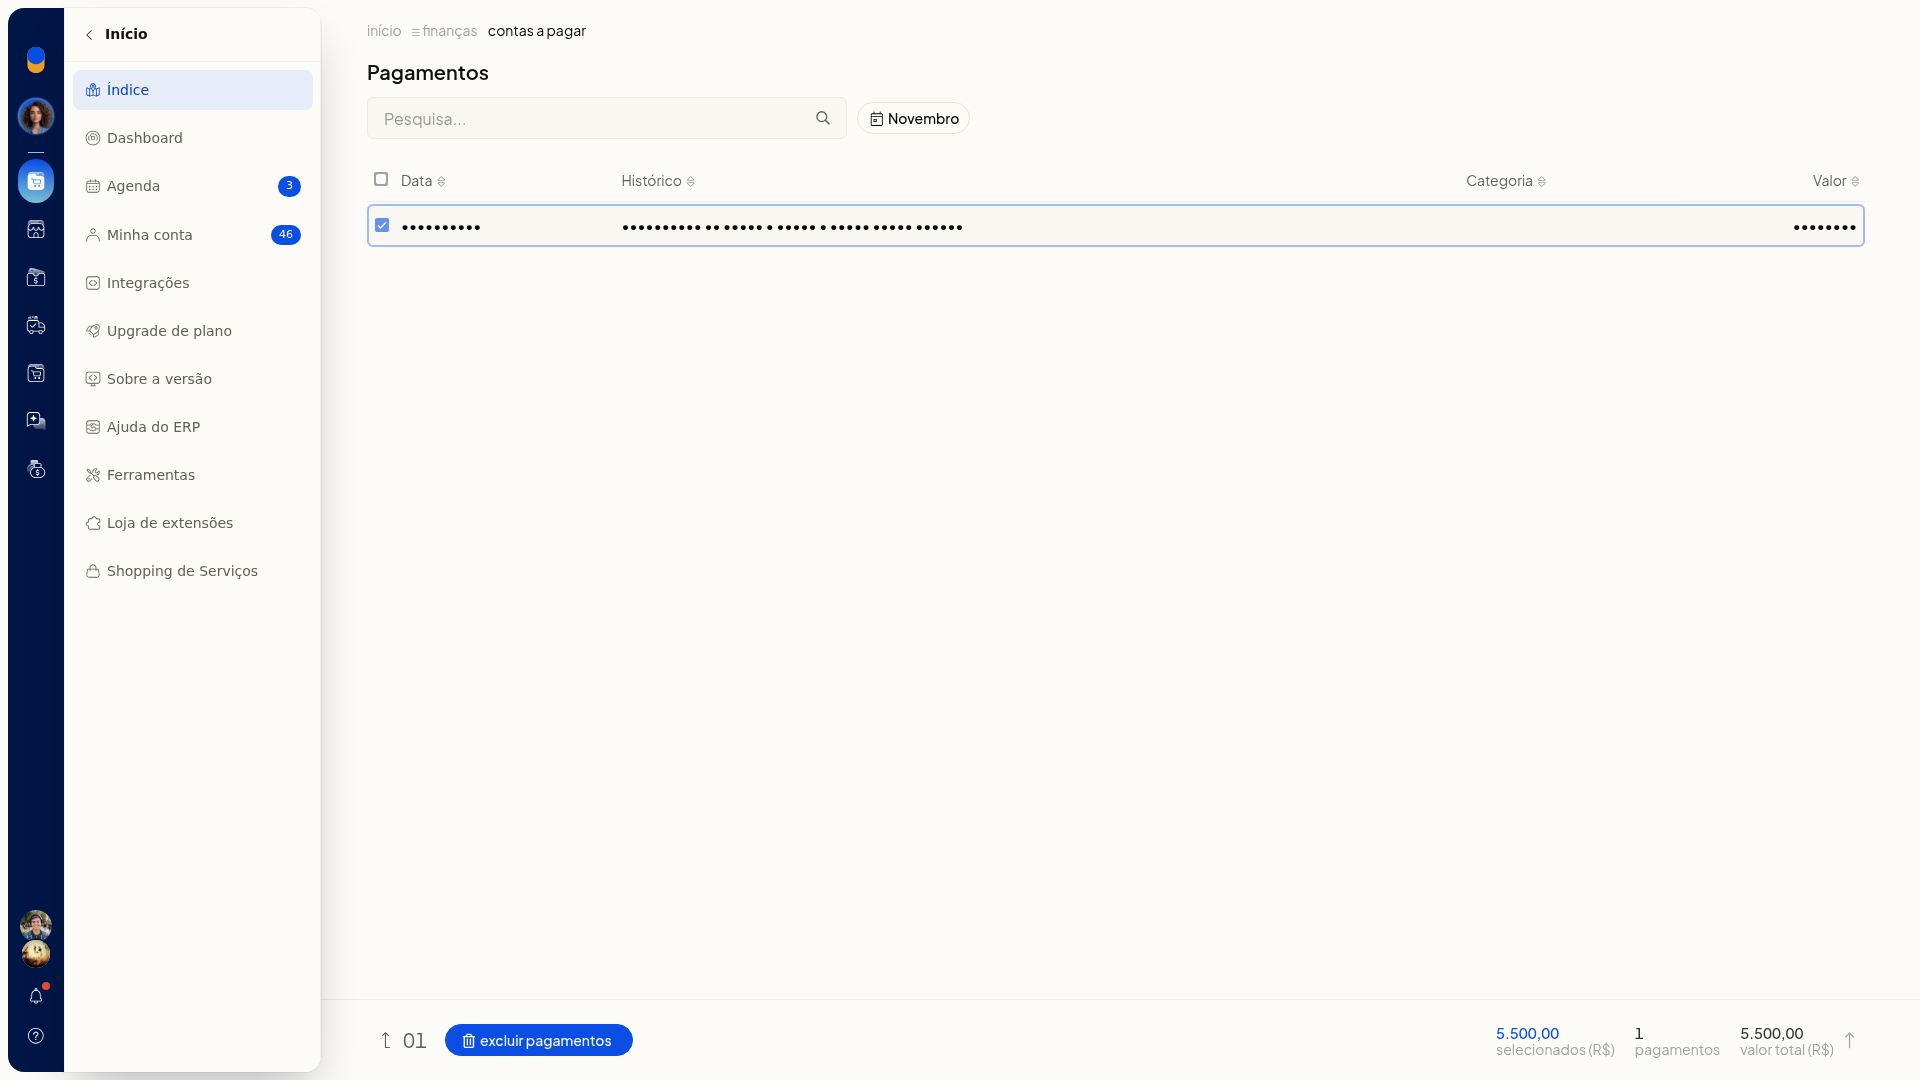 Início
Índice
Dashboard
Agenda 3
Minha conta 46
Integrações
Upgrade de plano
Sobre a versão
Ajuda do ERP
Ferramentas
Loja de extensões
Shopping de Serviços
início finanças contas a pagar
Pagamentos
Pesquisa... Novembro
Data Histórico Categoria Valor
•••••••••• •••••••••• •• ••••• • ••••• • ••••• ••••• •••••• ••••••••
01 excluir pagamentos
5.500,00 1 5.500,00
selecionados (R$) pagamentos valor total (R$)